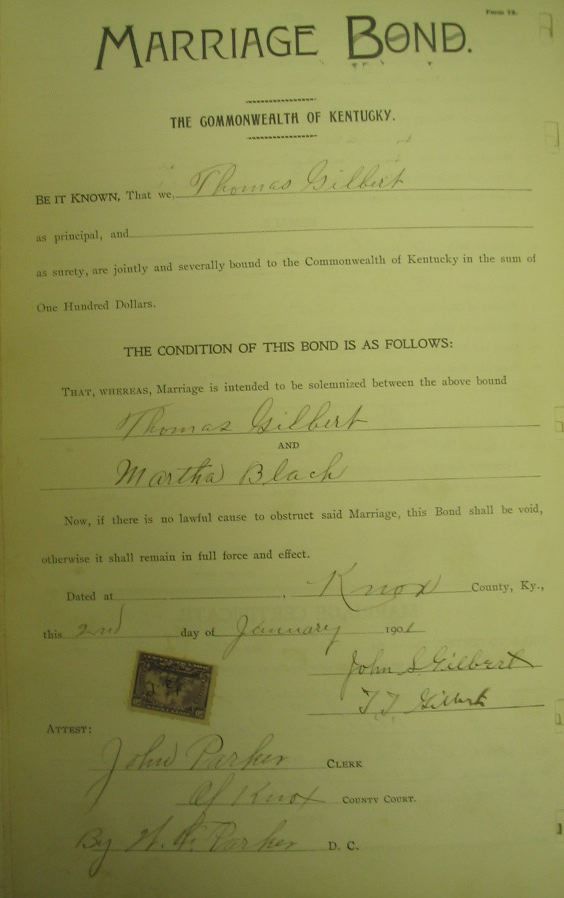 Form 12.
MARRIAGE BOND.
THE COMMONWEALTH OF KENTUCKY.
BE IT KNOWN, That we, Thomas Gilbert
as principal, and
as surety, are jointly and severally bound to the Commonwealth of Kentucky in the sum of
One Hundred Dollars.
THE CONDITION OF THIS BOND IS AS FOLLOWS:
THAT, WHEREAS, Marriage is intended to be solemnized between the above bound
Thomas Gilbert
AND
Martha Black
Now, if there is no lawful cause to obstruct said Marriage, this Bond shall be void,
otherwise it shall remain in full force and effect.
Dated at , Knox County, Ky.,
this 2nd day of January 1901
John S Gilbert
T T Gilbert
ATTEST:
John Parker CLERK
Of Knox COUNTY COURT.
By W. Parker D. C.